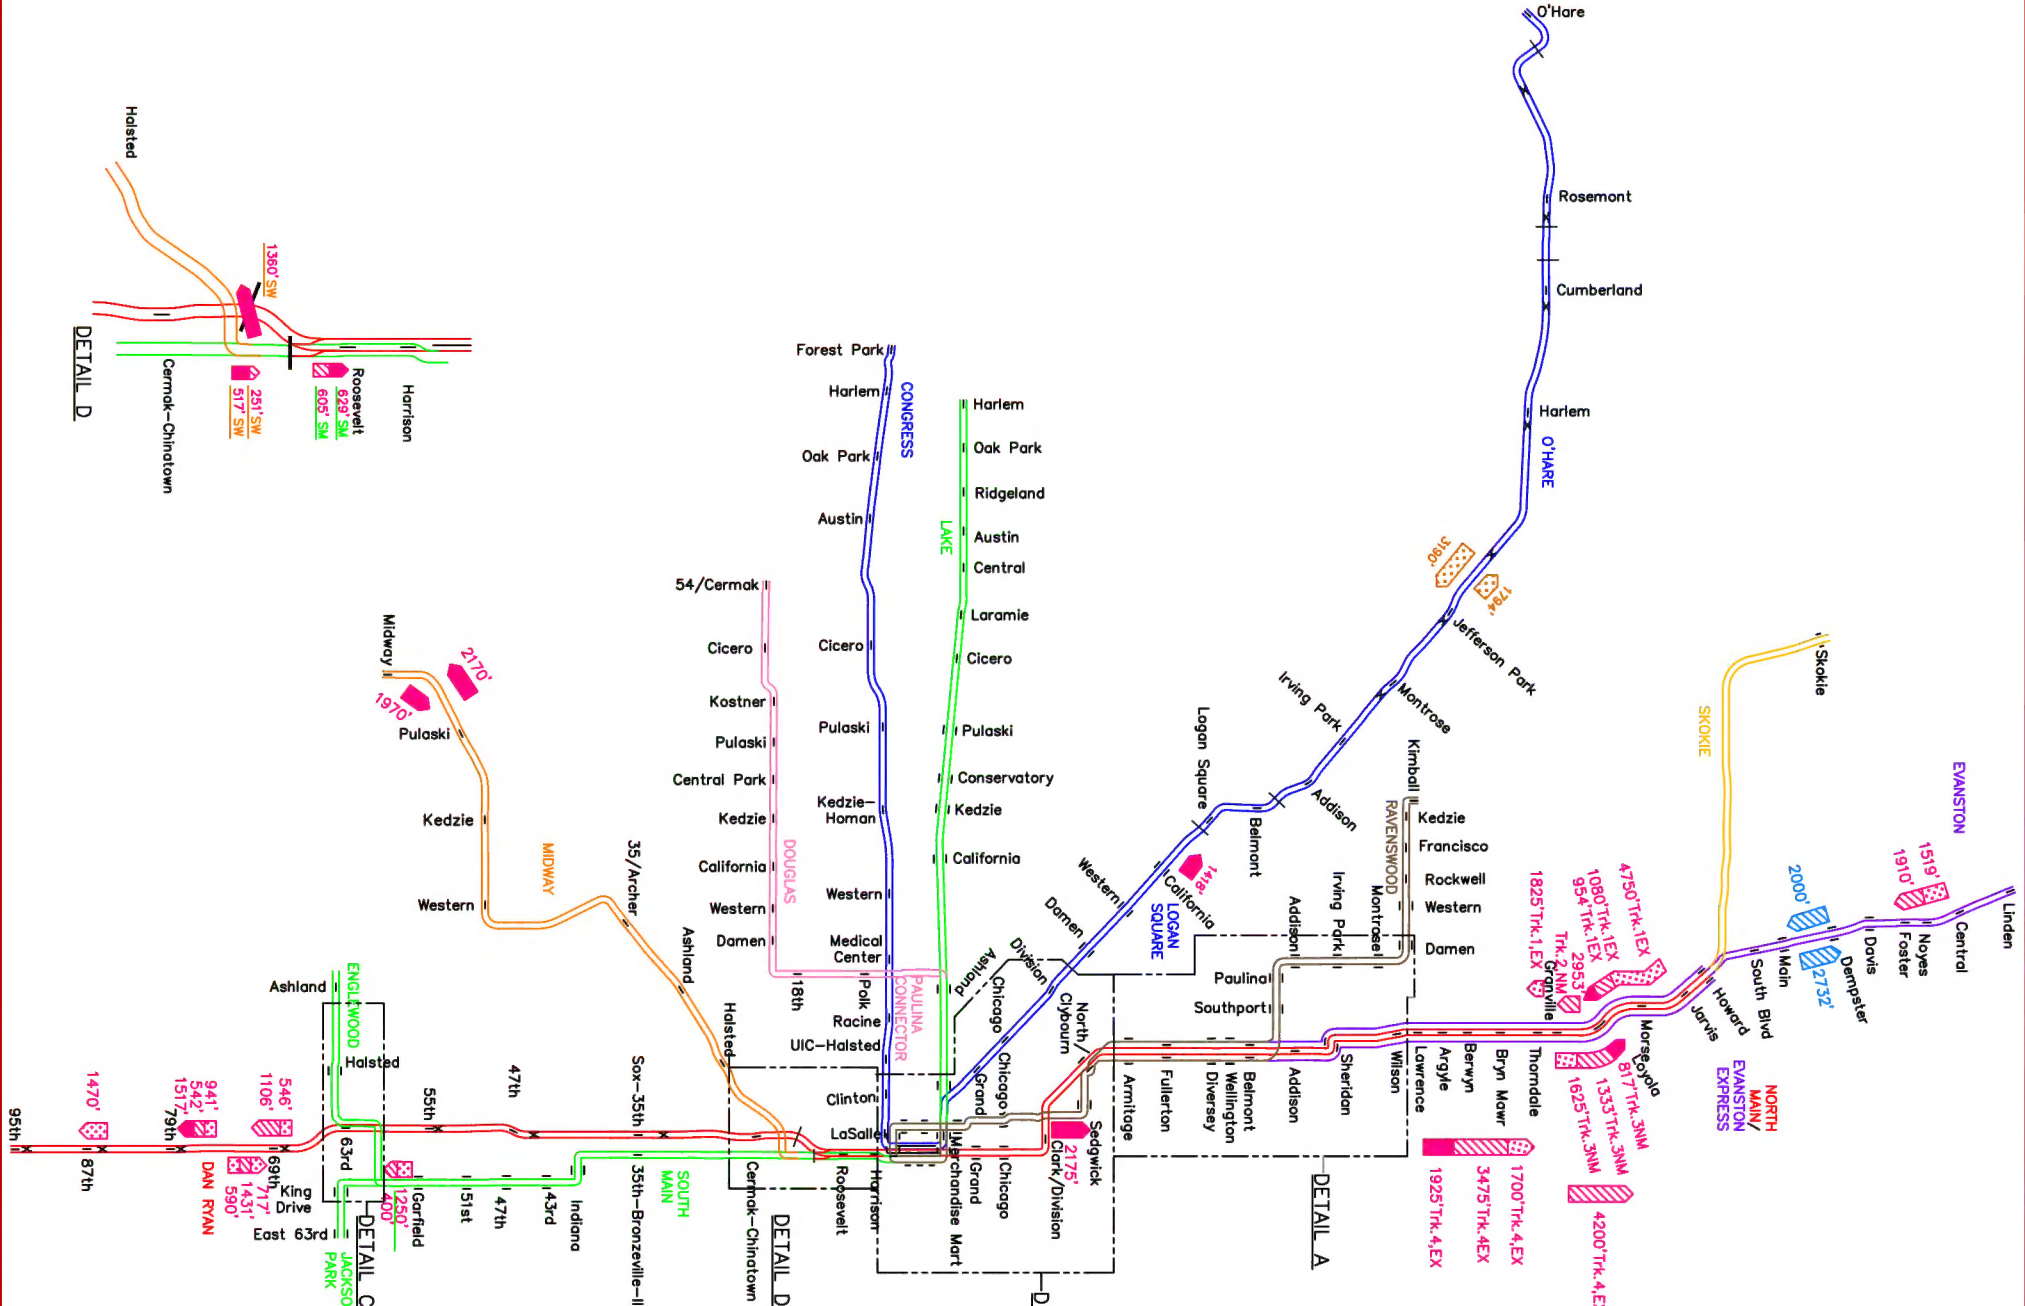 O'Hare
Rosemont
Cumberland
Harlem
O'HARE
3190'
1794'
Jefferson Park
Montrose
Irving Park
Addison
Belmont
Logan Square
1418'
California
LOGAN
SQUARE
Western
Damen
Division
Chicago
Grand
Clinton
LaSalle
Forest Park
Harlem
CONGRESS
Oak Park
Austin
Cicero
Pulaski
Kedzie-
Homan
Western
Medical
Center
Racine
UIC-Halsted
Harlem
Oak Park
Ridgeland
Austin
LAKE
Central
Laramie
Cicero
Pulaski
Conservatory
Kedzie
California
Ashland
54/Cermak
Cicero
Kostner
Pulaski
Central Park
Kedzie
DOUGLAS
California
Western
Damen
18th
Polk
PAULINA
CONNECTOR
Midway
2170'
1970'
Pulaski
Kedzie
MIDWAY
Western
35/Archer
Ashland
Halsted
Halsted
1360' SW
251' SW
517' SW
629' SM
605' SM
Roosevelt
Harrison
Cermak-Chinatown
DETAIL D
Skokie
SKOKIE
EVANSTON
Linden
Central
Noyes
Foster
Davis
Dempster
Main
South Blvd
Howard
Jarvis
1519'
1910'
2000'
2732'
4750'Trk.1EX
1080'Trk.1EX
954'Trk.1EX
2953'
Trk.2,NM
1825'Trk.1,EX
NORTH
MAIN/
EVANSTON
EXPRESS
Morse
Loyola
Granville
Thorndale
Bryn Mawr
Berwyn
Argyle
Lawrence
Wilson
Sheridan
Addison
Belmont
Wellington
Diversey
Fullerton
Armitage
817'Trk.3NM
1333'Trk.3NM
1625'Trk.3NM
1700'Trk.4,EX
3475'Trk.4EX
1925'Trk.4,EX
Kimball
Kedzie
Francisco
Rockwell
Western
Damen
RAVENSWOOD
Montrose
Irving Park
Addison
Paulina
Southport
DETAIL A
North/
Clybourn
Sedgwick
2175'
Clark/Division
Chicago
Chicago
Grand
Merchandise Mart
Harrison
Roosevelt
Cermak-Chinatown
DETAIL D
SOUTH
MAIN
Sox-35th
47th
55th
Indiana
43rd
47th
51st
Garfield
1250'
400'
ENGLEWOOD
Ashland
Halsted
63rd
King
Drive
East 63rd
PARK
546'
1106'
941'
542'
1517'
1470'
69th
717'
1431'
590'
DAN RYAN
79th
87th
95th